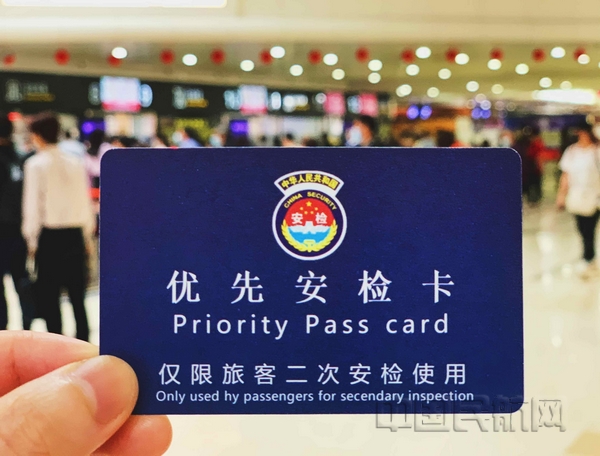 中华人民共和国
CHINA SECURITY
安检
优先安检卡
Priority Pass card
仅限旅客二次安检使用
Only used hy passengers for secendary inspection
中国民航网